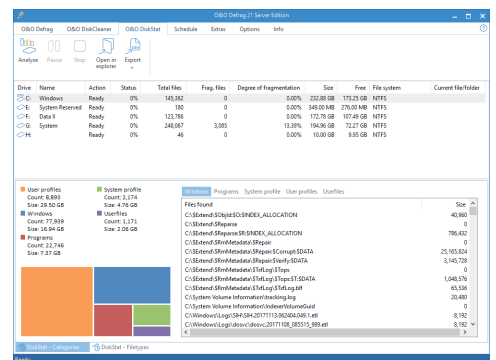 O&O Defrag 21 Server Edition
O&O Defrag O&O DiskCleaner O&O DiskStat Schedule Extras Options Info
Analyze Pause Stop Open in explorer Export
Drive Name Action Status Total files Frag. files Degree of fragmentation Size Free File system Current file/folder
C: Windows Ready 0% 145,362 0 0.00% 232.88 GB 173.25 GB NTFS
E: System Reserved Ready 0% 180 0 0.00% 349.00 MB 276.00 MB NTFS
F: Data II Ready 0% 123,786 0 0.00% 172.78 GB 107.49 GB NTFS
G: System Ready 0% 248,067 3,085 13.39% 194.96 GB 72.27 GB NTFS
H: Ready 0% 46 0 0.00% 10.00 GB 9.95 GB NTFS
User profiles
Count: 8,893
Size: 29.50 GB
Windows
Count: 77,939
Size: 16.94 GB
Programs
Count: 22,746
Size: 7.57 GB
System profile
Count: 2,174
Size: 4.76 GB
Userfiles
Count: 1,171
Size: 2.06 GB
Windows Programs System profile User profiles Userfiles
Files found Size
C:\$Extend\$ObjId:$O:$INDEX_ALLOCATION 40,960
C:\$Extend\$Reparse 0
C:\$Extend\$Reparse:$R:$INDEX_ALLOCATION 786,432
C:\$Extend\$RmMetadata\$Repair 0
C:\$Extend\$RmMetadata\$Repair:$Corrupt:$DATA 25,165,824
C:\$Extend\$RmMetadata\$Repair:$Verify:$DATA 3,145,728
C:\$Extend\$RmMetadata\$TxfLog\$Tops 0
C:\$Extend\$RmMetadata\$TxfLog\$Tops:$T:$DATA 1,048,576
C:\$Extend\$RmMetadata\$TxfLog\$TxfLog.blf 65,536
C:\System Volume Information\tracking.log 20,480
C:\System Volume Information\IndexerVolumeGuid 0
C:\Windows\Logs\SIH\SIH.20171113.062404.049.1.etl 8,192
C:\Windows\Logs\dosvc\dosvc.20171108_085515_989.etl 8,192
DiskStat - Categories DiskStat - Filetypes
Ready